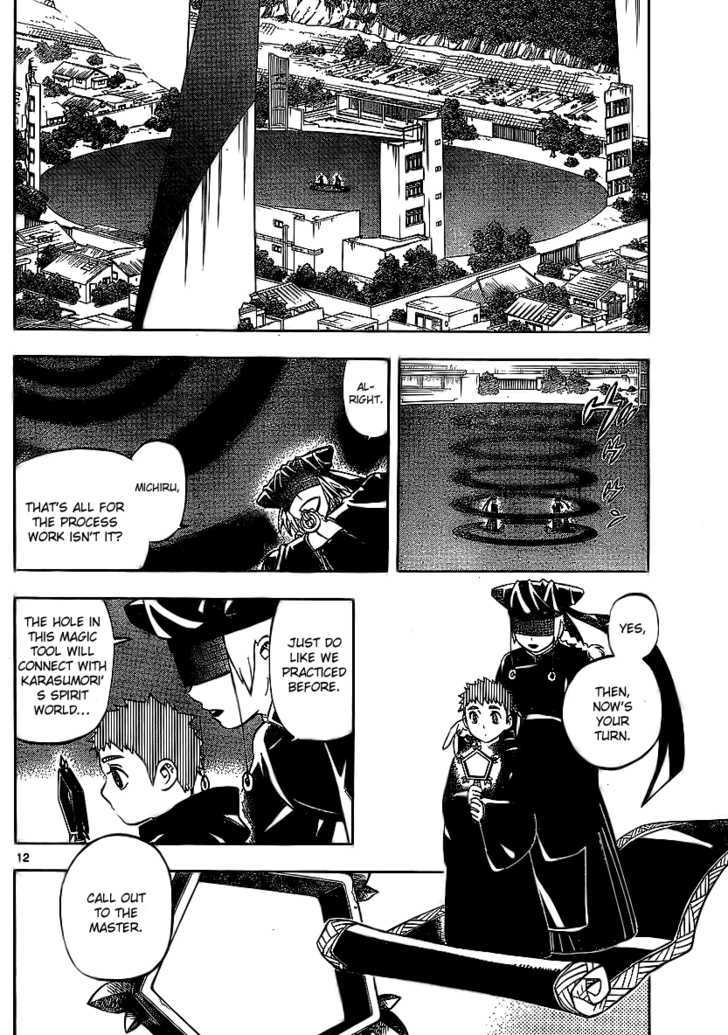 AL-
RIGHT.
MICHIRU,
THAT'S ALL FOR
THE PROCESS
WORK ISN'T IT?
YES,
THEN,
NOW'S
YOUR
TURN.
JUST DO
LIKE WE
PRACTICED
BEFORE.
THE HOLE
IN THIS MAGIC
TOOL WILL
CONNECT WITH
KARASUMORI'
S SPIRIT
WORLD...
CALL OUT
TO THE
MASTER.
12